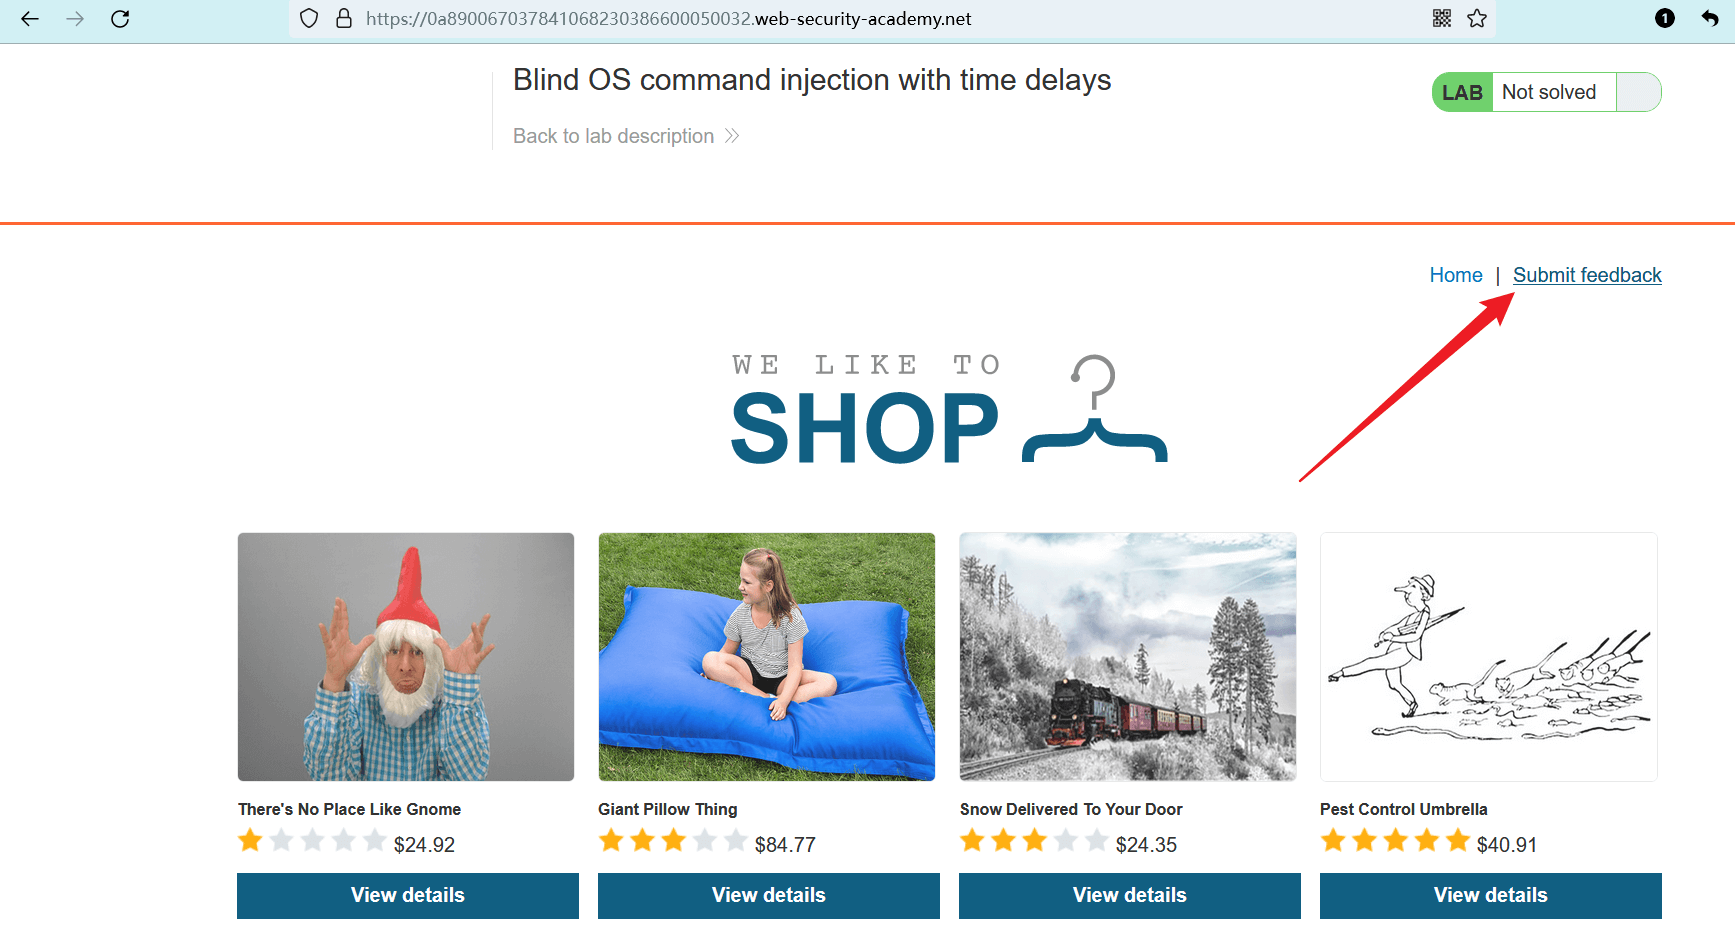 https://0a8900670378410682303866000​50032.web-security-academy.net
1
Blind OS command injection with time delays
LAB Not solved
Back to lab description
Home | Submit feedback
WE LIKE TO
SHOP
There's No Place Like Gnome
$24.92
View details
Giant Pillow Thing
$84.77
View details
Snow Delivered To Your Door
$24.35
View details
Pest Control Umbrella
$40.91
View details